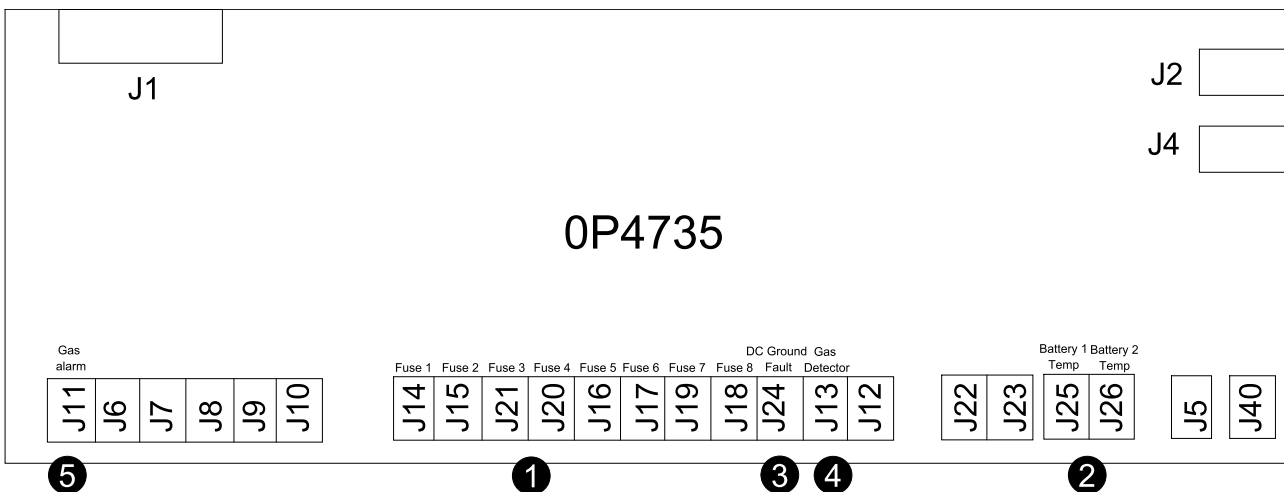 J1
J2
J4
0P4735
Gas alarm
Fuse 1 Fuse 2 Fuse 3 Fuse 4 Fuse 5 Fuse 6 Fuse 7 Fuse 8 DC Ground Fault Gas Detector
Battery 1 Temp Battery 2 Temp
J11 J6 J7 J8 J9 J10
J14 J15 J21 J20 J16 J17 J19 J18 J24 J13 J12
J22 J23 J25 J26
J5 J40
5 1 3 4 2